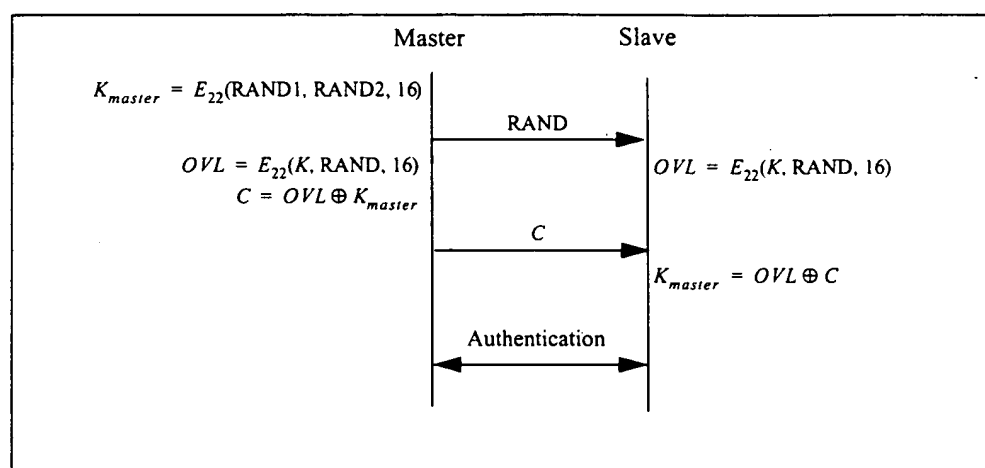 Master Slave
K_master = E_22(RAND1, RAND2, 16)
RAND
OVL = E_22(K, RAND, 16) OVL = E_22(K, RAND, 16)
C = OVL ⊕ K_master
C
K_master = OVL ⊕ C
Authentication